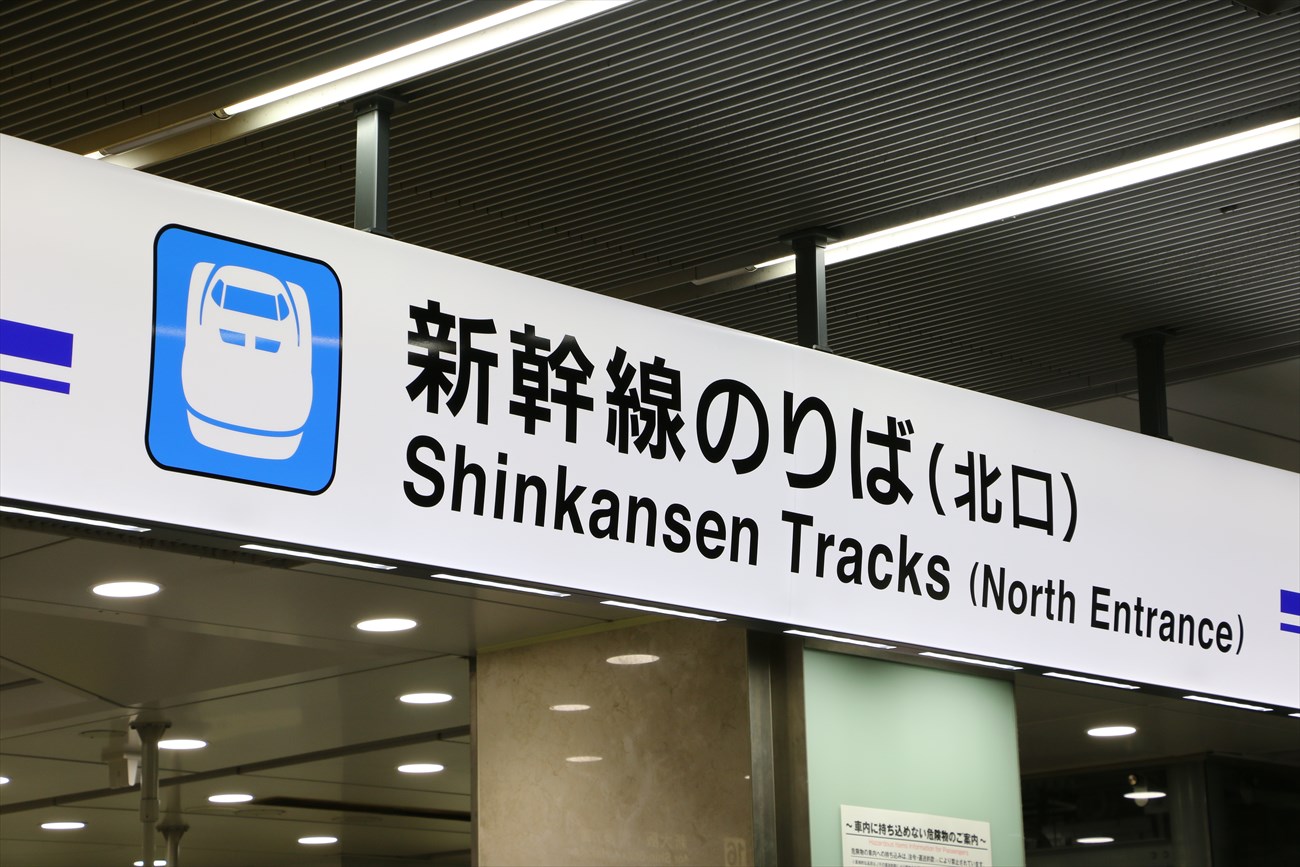 新幹線のりば(北口)
Shinkansen Tracks (North Entrance)
～車内に持ち込めない危険物のご案内～